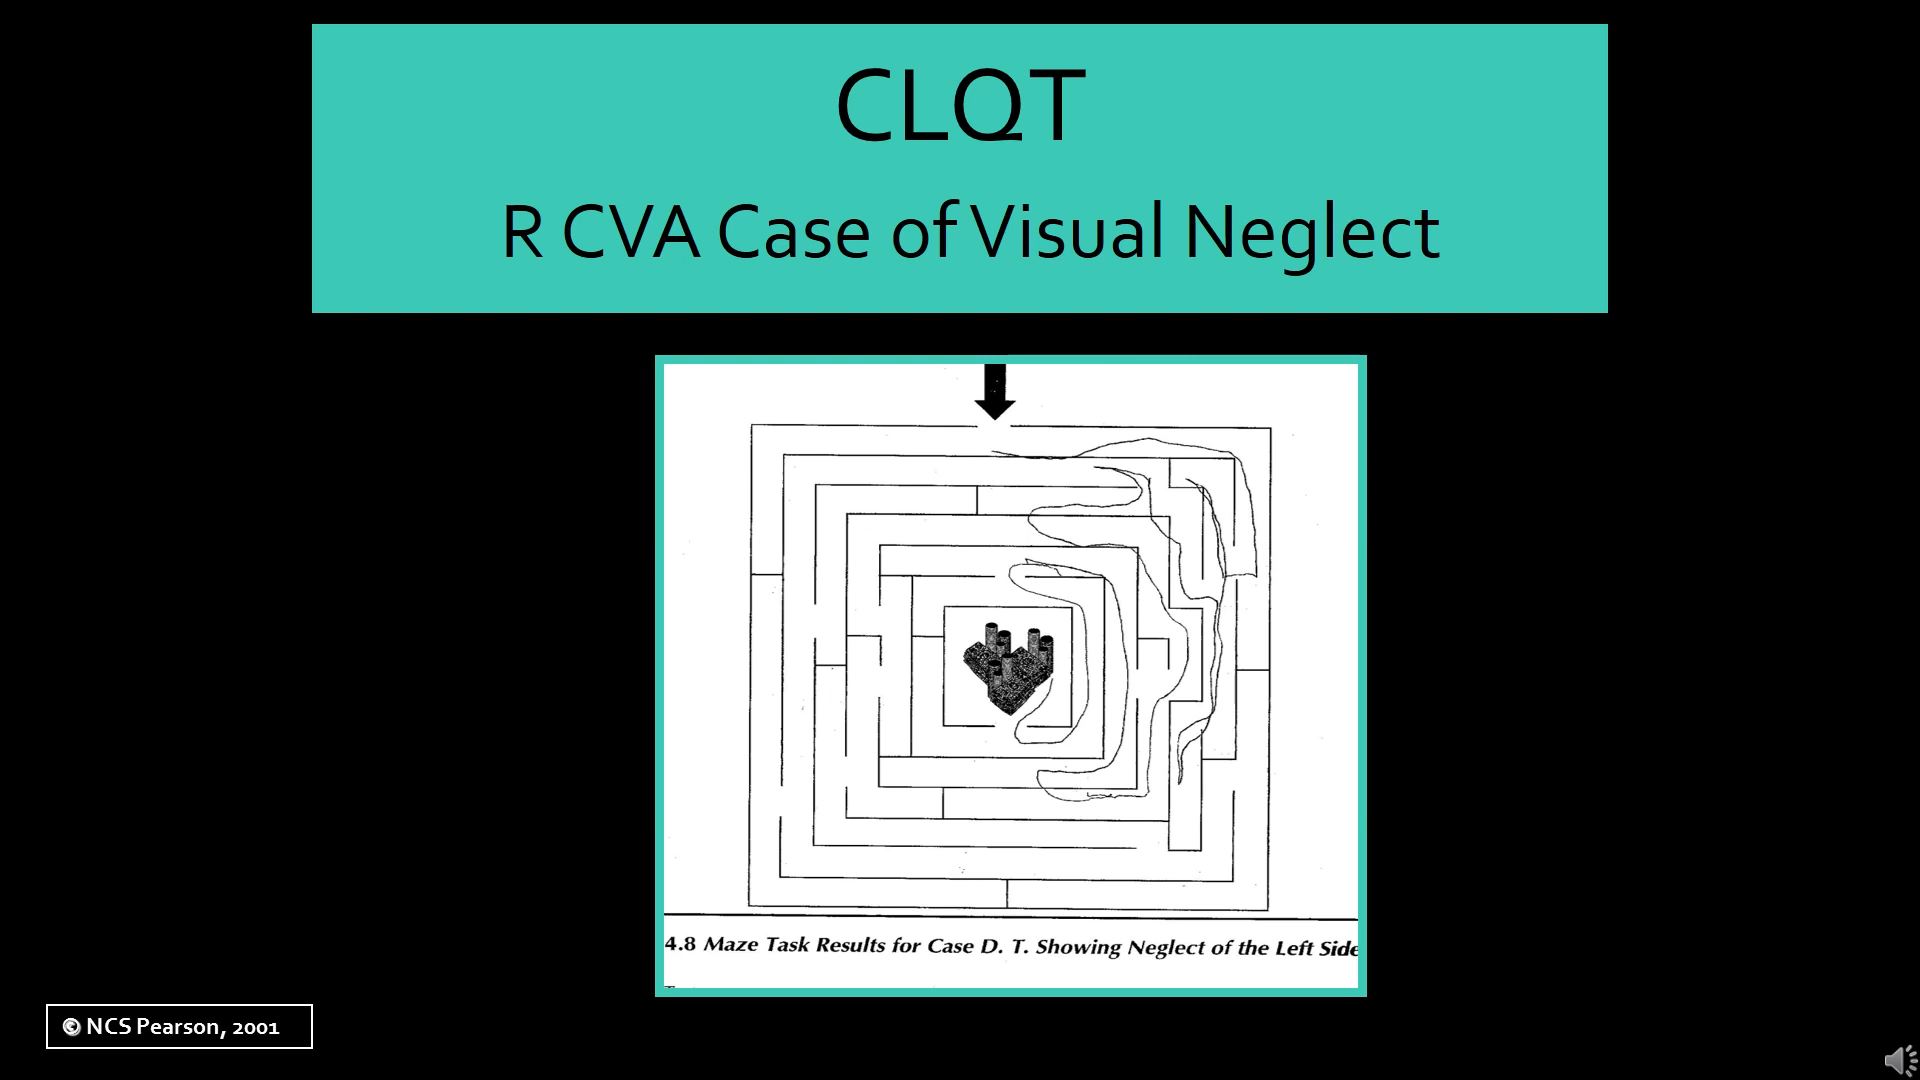 CLQT
R CVA Case of Visual Neglect
4.8 Maze Task Results for Case D. T. Showing Neglect of the Left Side
© NCS Pearson, 2001